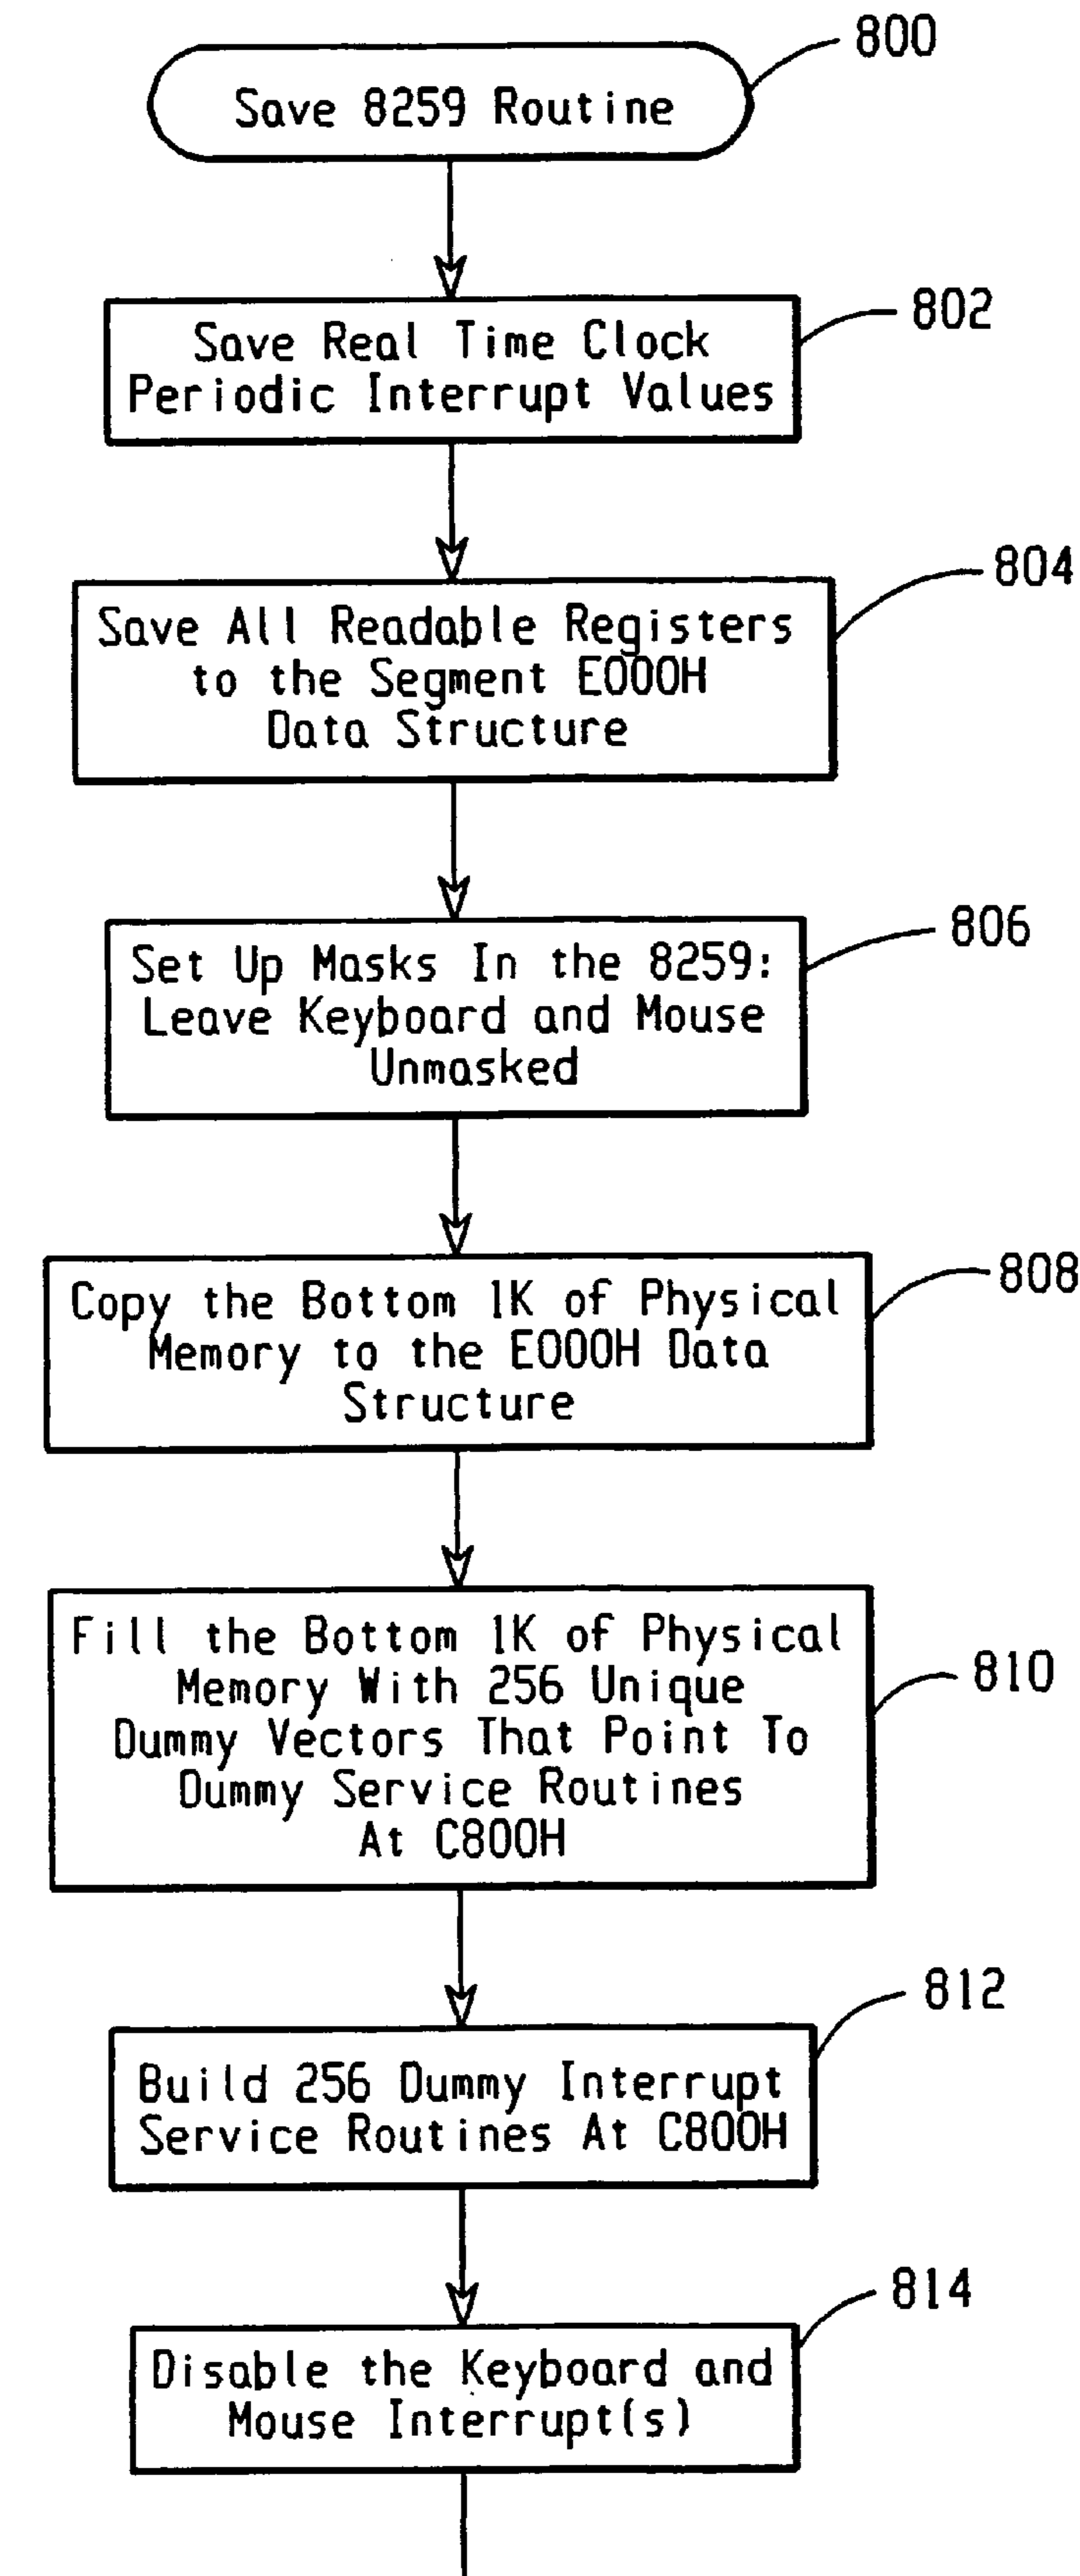 800
Save 8259 Routine
802
Save Real Time Clock
Periodic Interrupt Values
804
Save All Readable Registers
to the Segment E000H
Data Structure
806
Set Up Masks In the 8259:
Leave Keyboard and Mouse
Unmasked
808
Copy the Bottom 1K of Physical
Memory to the E000H Data
Structure
810
Fill the Bottom 1K of Physical
Memory With 256 Unique
Dummy Vectors That Point To
Dummy Service Routines
At C800H
812
Build 256 Dummy Interrupt
Service Routines At C800H
814
Disable the Keyboard and
Mouse Interrupt(s)